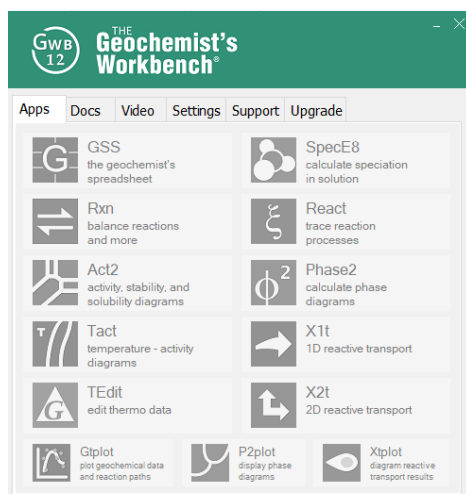 GWB
12
THE
Geochemist's
Workbench®
Apps Docs Video Settings Support Upgrade
G
GSS
the geochemist's
spreadsheet
SpecE8
calculate speciation
in solution
Rxn
balance reactions
and more
ξ
React
trace reaction
processes
Act2
activity, stability, and
solubility diagrams
ϕ²
Phase2
calculate phase
diagrams
T
Tact
temperature - activity
diagrams
X1t
1D reactive transport
G
TEdit
edit thermo data
X2t
2D reactive transport
Gtplot
plot geochemical data
and reaction paths
P2plot
display phase
diagrams
Xtplot
diagram reactive
transport results